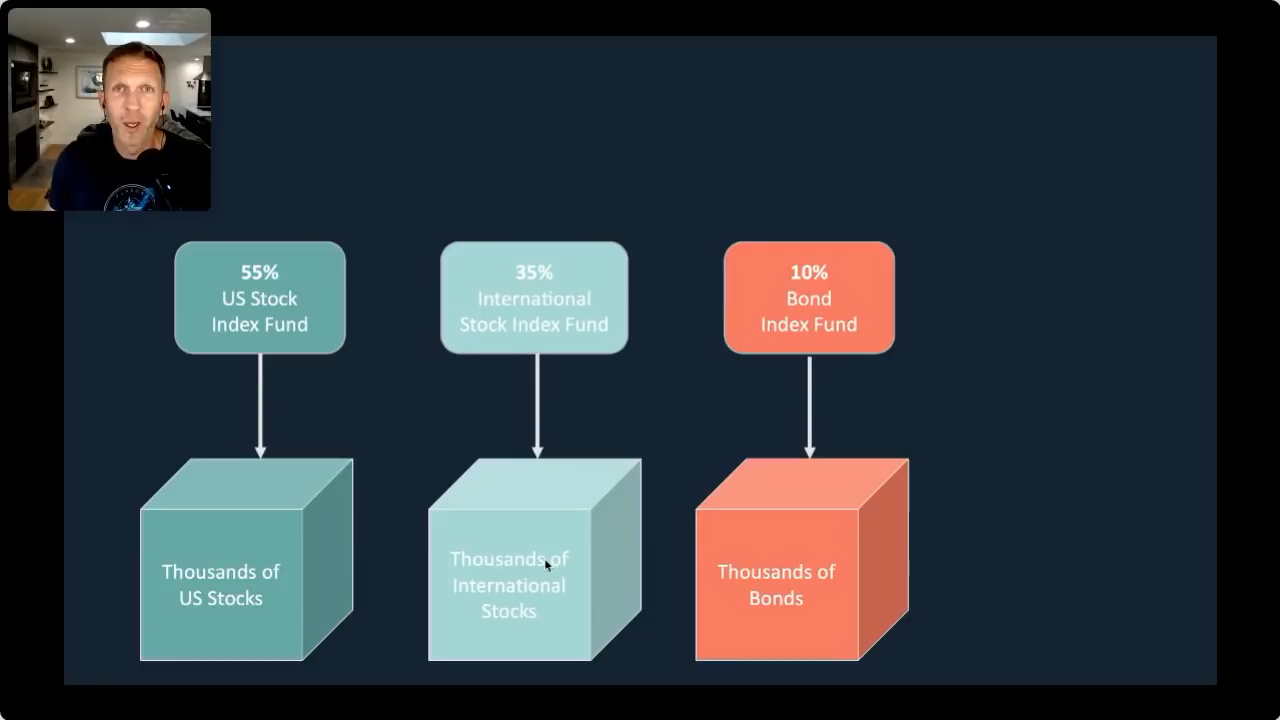 55%
US Stock
Index Fund
35%
International
Stock Index Fund
10%
Bond
Index Fund
Thousands of
US Stocks
Thousands of
International
Stocks
Thousands of
Bonds